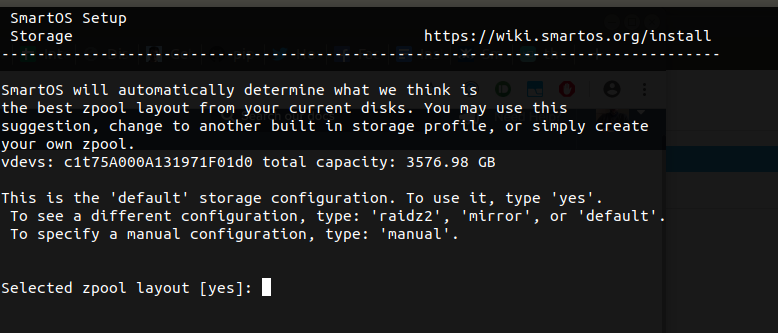 SmartOS Setup
Storage https://wiki.smartos.org/install
--------------------------------------------------------------------------------
SmartOS will automatically determine what we think is
the best zpool layout from your current disks. You may use this
suggestion, change to another built in storage profile, or simply create
your own zpool.
vdevs: c1t75A000A131971F01d0 total capacity: 3576.98 GB
This is the 'default' storage configuration. To use it, type 'yes'.
To see a different configuration, type: 'raidz2', 'mirror', or 'default'.
To specify a manual configuration, type: 'manual'.
Selected zpool layout [yes]: